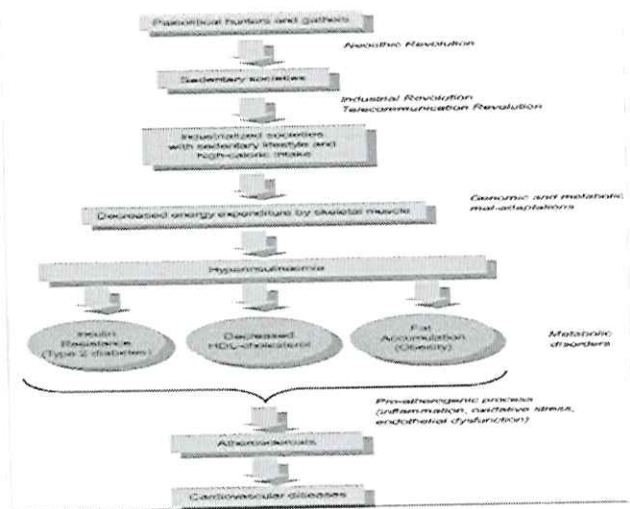 Paleolitical hunters and gathers
Neolithic Revolution
Sedentary societies
Industrial Revolution
Telecommunication Revolution
Industrialized societies
with sedentary lifestyle and
high-caloric intake
Genomic and metabolic
mal-adaptations
Decreased energy expenditure by skeletal muscle
Hyperinsulinaemia
Insulin
Resistance
(Type 2 diabetes)
Decreased
HDL-cholesterol
Fat
Accumulation
(Obesity)
Metabolic
disorders
Pro-atherogenic process
(inflammation, oxidative stress,
endothelial dysfunction)
Atherosclerosis
Cardiovascular diseases